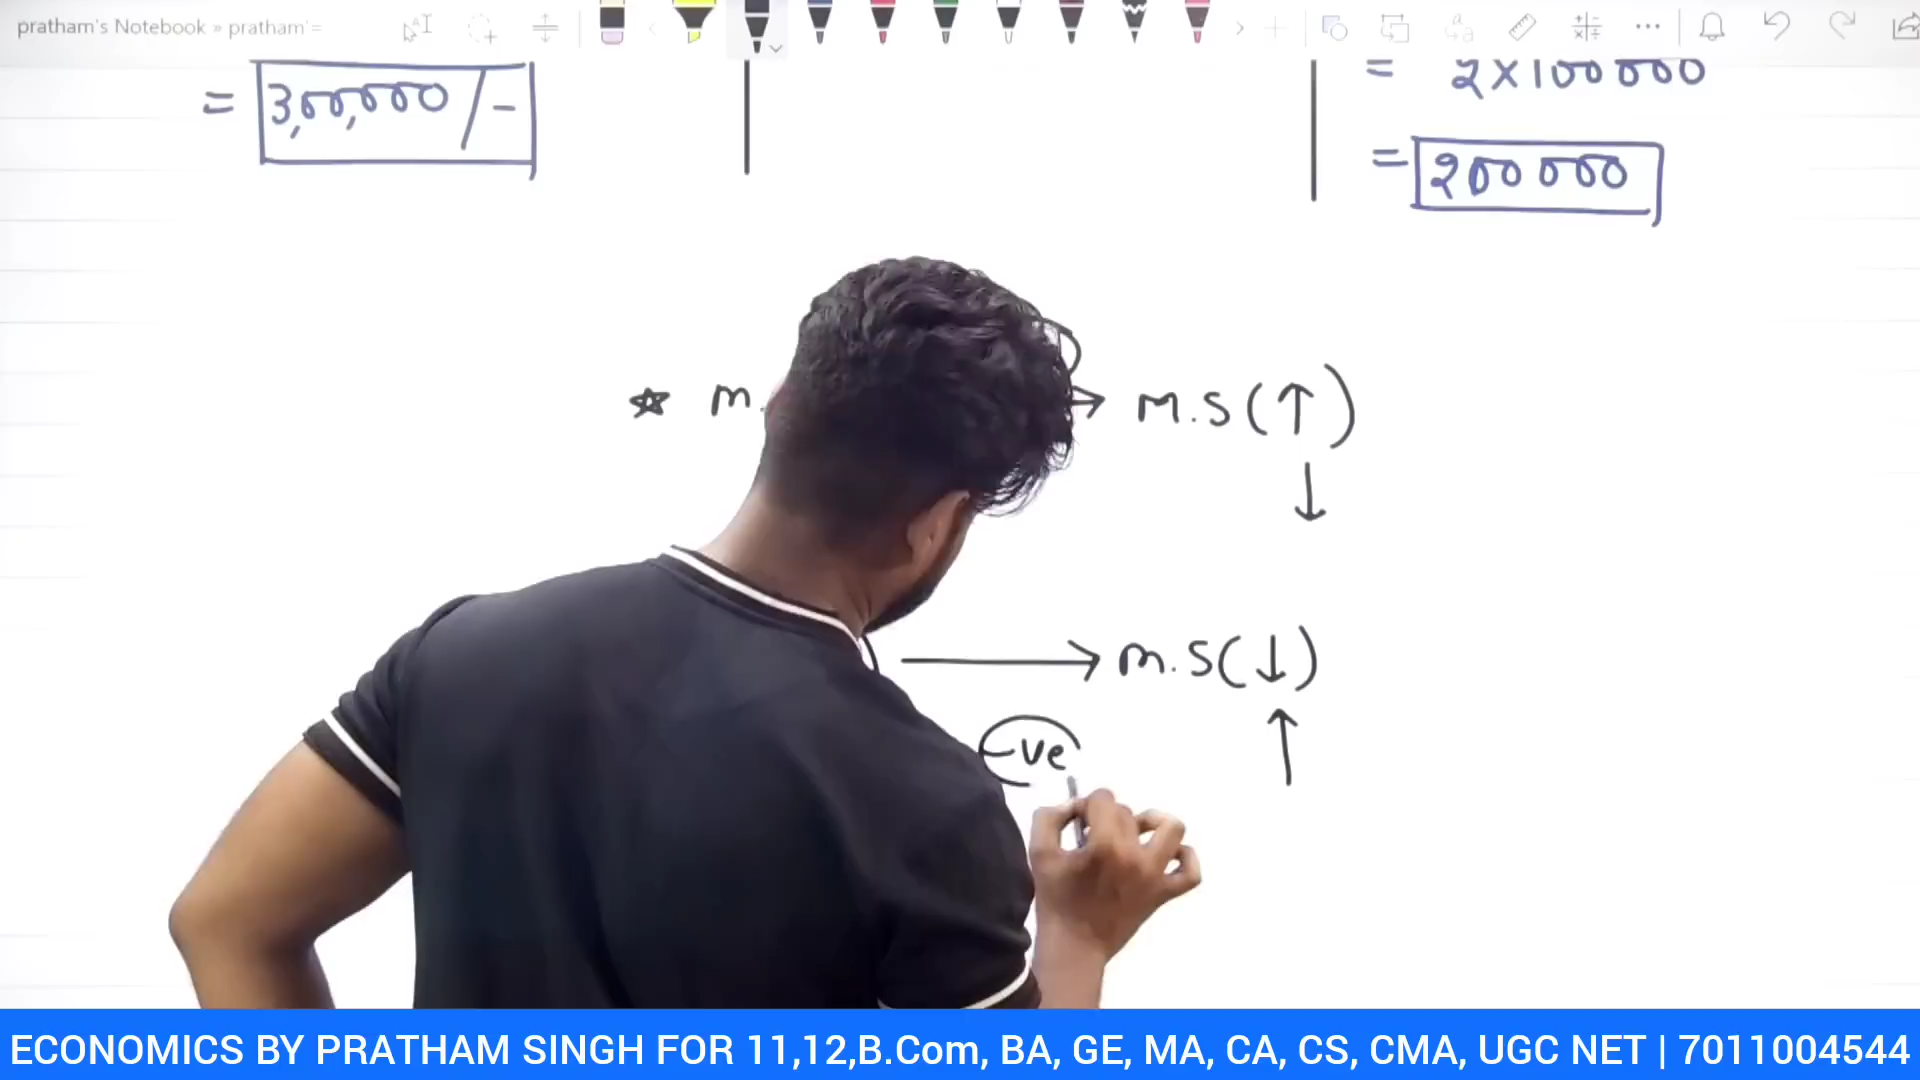 pratham's Notebook » pratham'=
= 3,00,000/-
= 2×100000
= 200000
☆ m. → M.S(↑)
↓
→ m.S(↓)
-ve ↑
ECONOMICS BY PRATHAM SINGH FOR 11,12,B.Com, BA, GE, MA, CA, CS, CMA, UGC NET | 7011004544